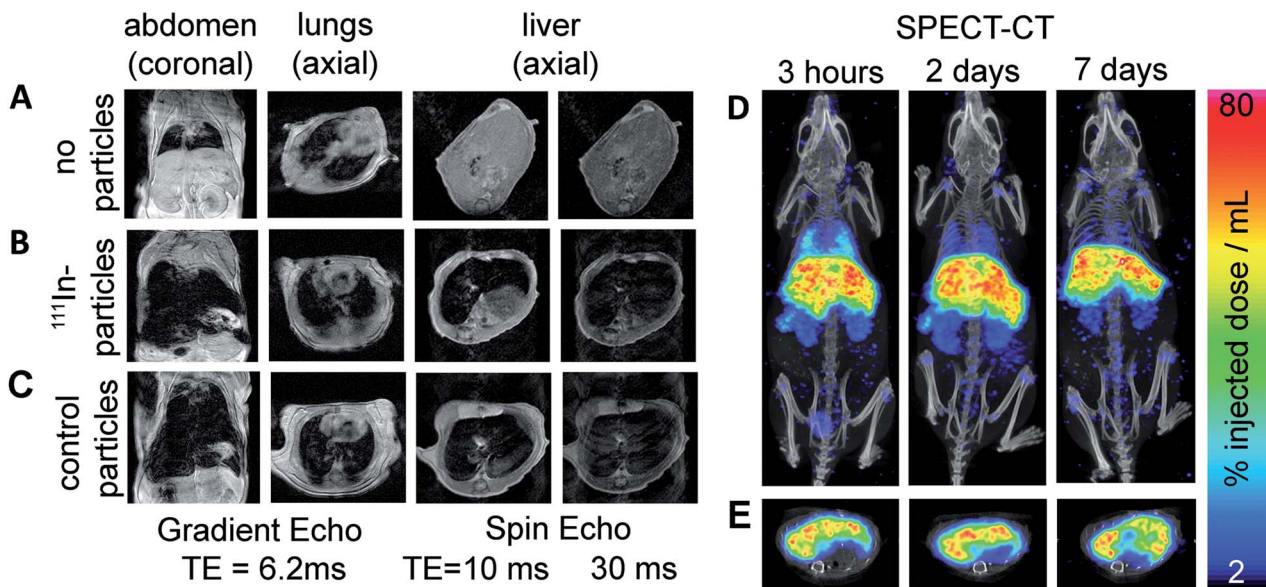 abdomen
(coronal)
lungs
(axial)
liver
(axial)
A
no
particles
B
¹¹¹In-
particles
C
control
particles
Gradient Echo
TE = 6.2ms
Spin Echo
TE=10 ms
30 ms
SPECT-CT
3 hours
2 days
7 days
D
E
80
% injected dose / mL
2